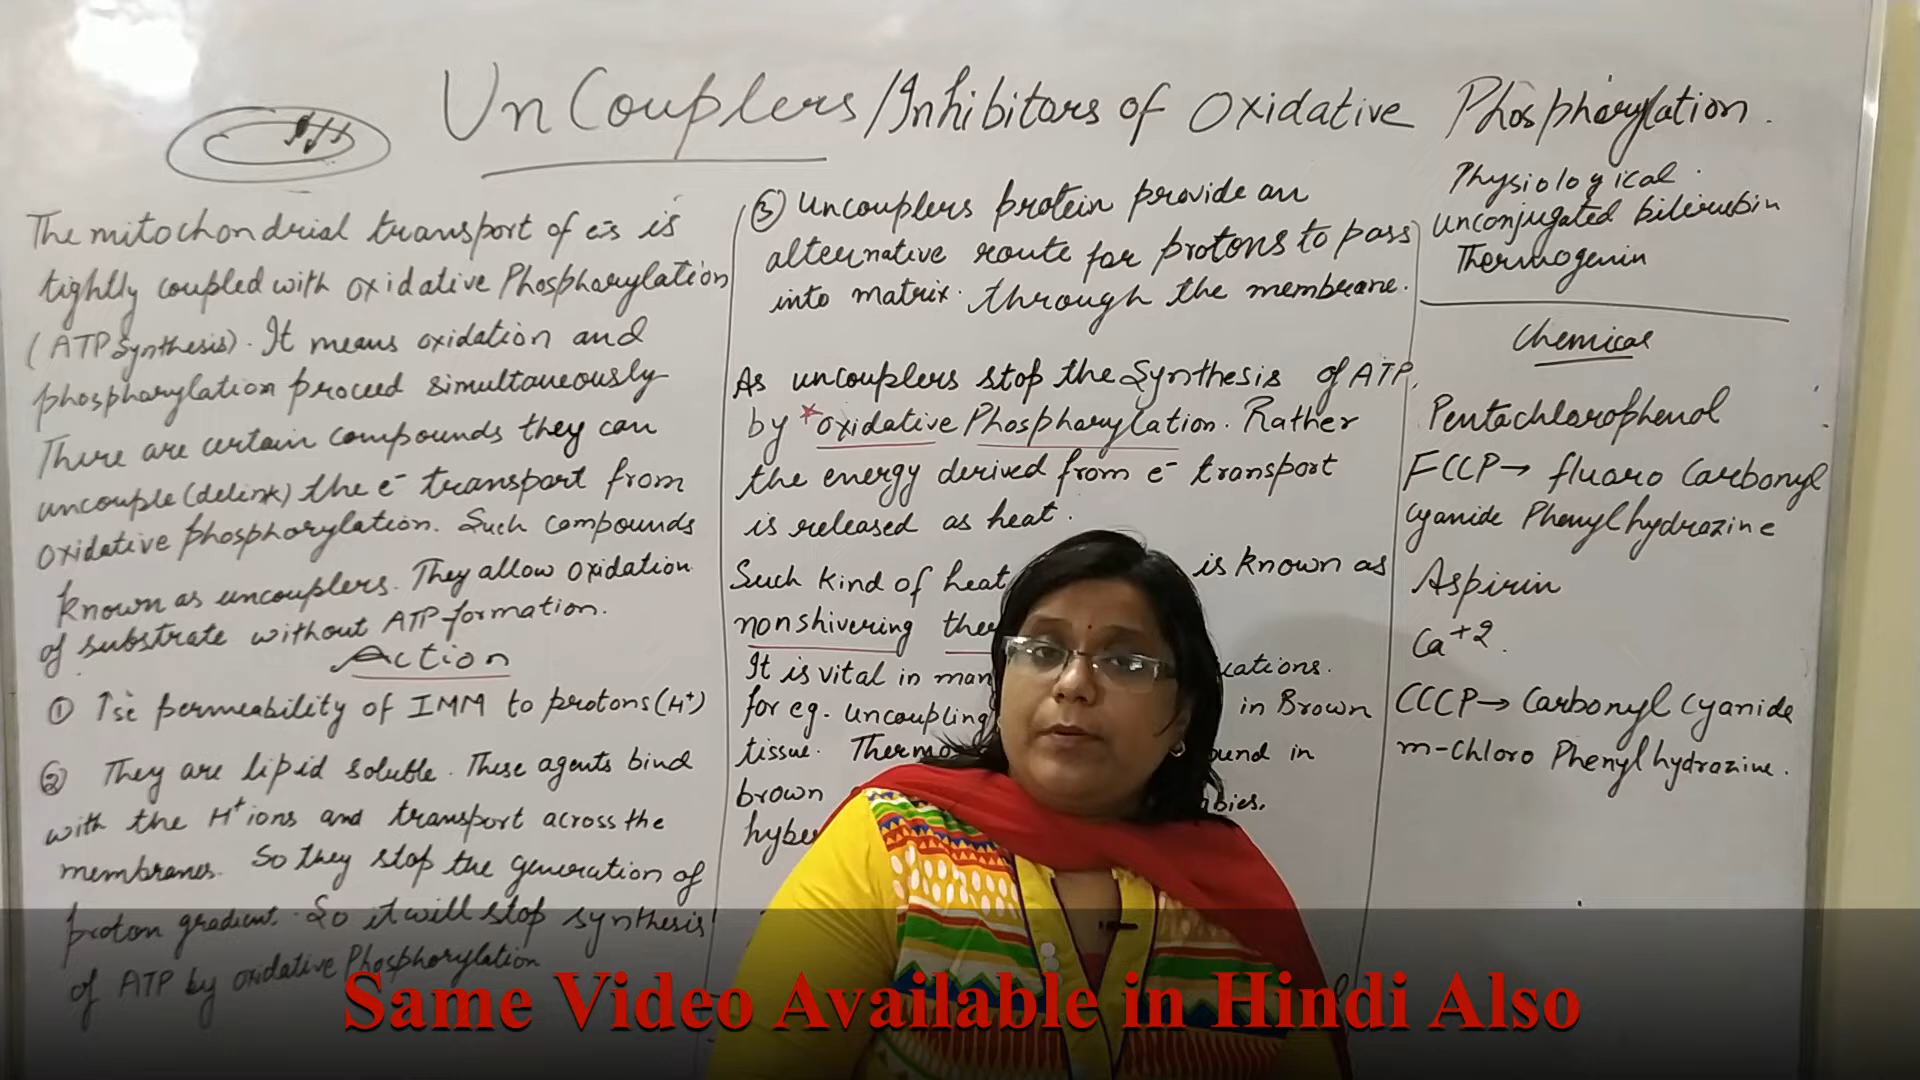 UnCouplers/Inhibitors of Oxidative Phosphorylation.
The mitochondrial transport of e-s is
tightly coupled with oxidative Phosphorylation
(ATP Synthesis). It means oxidation and
phosphorylation proceed simultaneously
There are certain compounds they can
uncouple (delink) the e- transport from
oxidative phosphorylation. Such compounds
known as uncouplers. They allow oxidation
of substrate without ATP formation.
Action
① ↑se permeability of IMM to protons (H+)
② They are lipid soluble. These agents bind
with the H+ ions and transport across the
membranes. So they stop the generation of
proton gradient. So it will stop synthesis
of ATP by oxidative Phosphorylation
③ Uncouplers protein provide an
alternative route for protons to pass
into matrix. through the membrane.
As uncouplers stop the Synthesis of ATP,
by *oxidative Phosphorylation. Rather
the energy derived from e- transport
is released as heat.
Such kind of heat is known as
nonshivering
It is vital in
for eg. uncoupling in Brown
tissue. in
brown
Physiological.
unconjugated bilirubin
Thermogenin
Chemical
Pentachlorophenol
FCCP→ fluoro Carbonyl
cyanide Phenylhydrazine
Aspirin
Ca+2.
CCCP→ Carbonyl Cyanide
m-Chloro Phenylhydrazine.
Same Video Available in Hindi Also